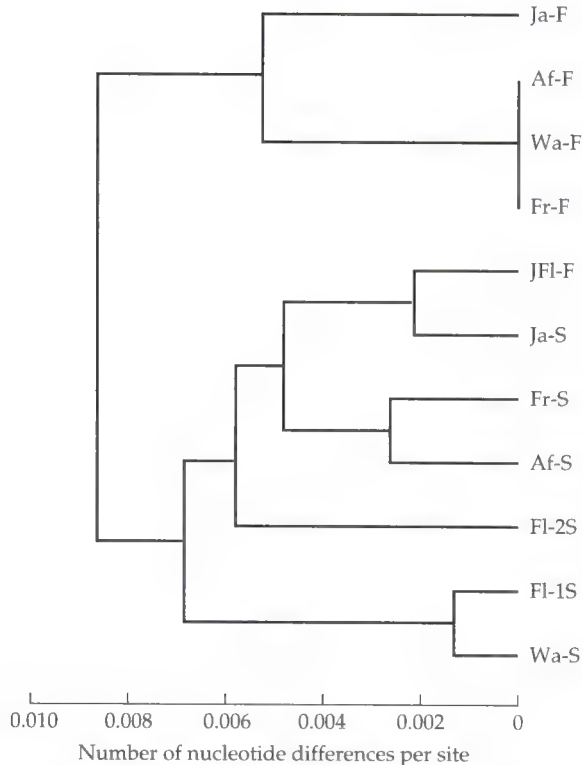 Ja-F
Af-F
Wa-F
Fr-F
JFl-F
Ja-S
Fr-S
Af-S
Fl-2S
Fl-1S
Wa-S
0.010 0.008 0.006 0.004 0.002 0
Number of nucleotide differences per site